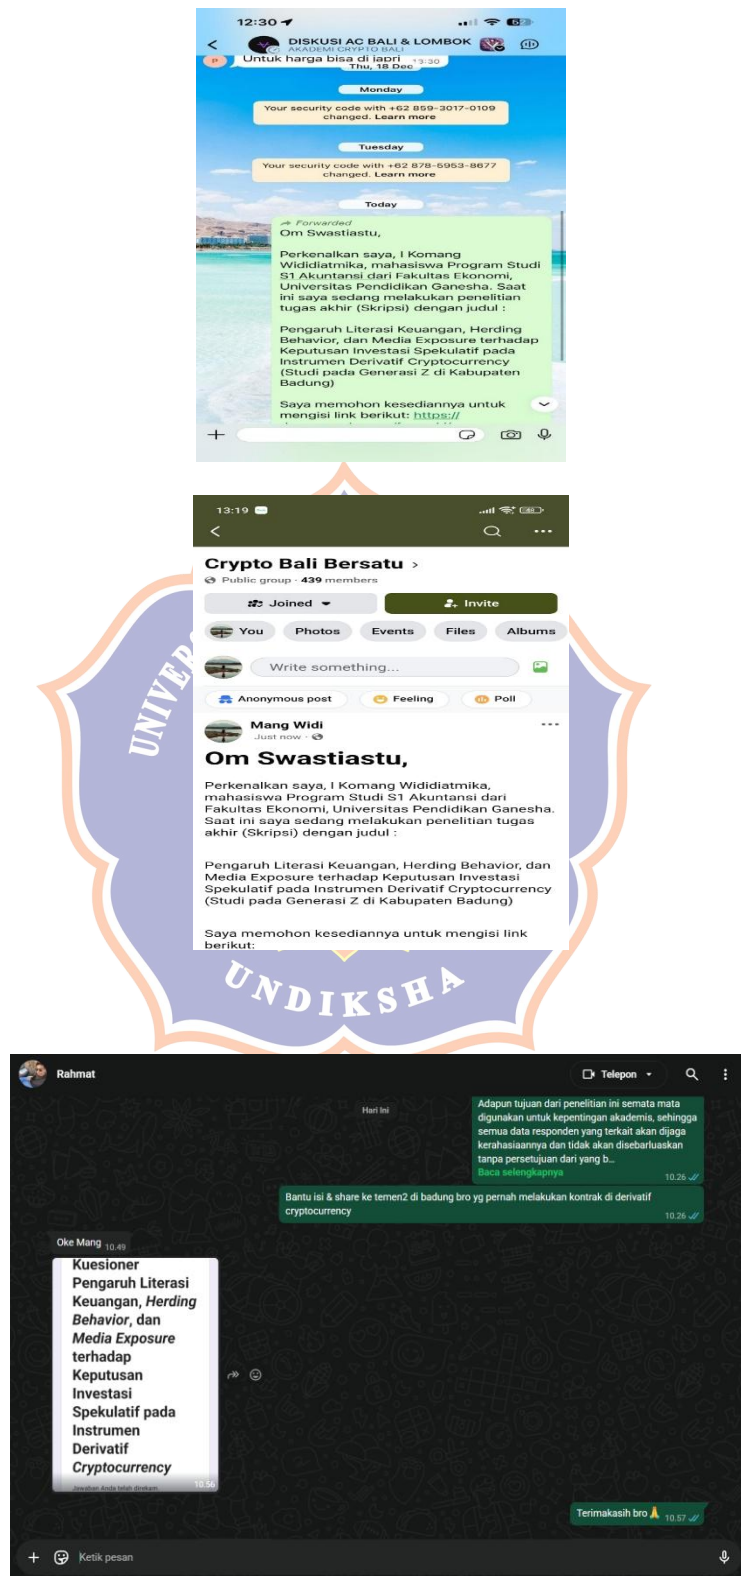 12:30
63
DISKUSI AC BALI & LOMBOK
AKADEMI CRYPTO BALI
P
Untuk harga bisa di japri 13:30
Thu, 18 Dec
Monday
Your security code with +62 859-3017-0109
changed. Learn more
Tuesday
Your security code with +62 878-5953-8677
changed. Learn more
Today
Forwarded
Om Swastiastu,
Perkenalkan saya, I Komang
Wididiatmika, mahasiswa Program Studi
S1 Akuntansi dari Fakultas Ekonomi,
Universitas Pendidikan Ganesha. Saat
ini saya sedang melakukan penelitian
tugas akhir (Skripsi) dengan judul :
Pengaruh Literasi Keuangan, Herding
Behavior, dan Media Exposure terhadap
Keputusan Investasi Spekulatif pada
Instrumen Derivatif Cryptocurrency
(Studi pada Generasi Z di Kabupaten
Badung)
Saya memohon kesediannya untuk
mengisi link berikut: https://
13:19
Crypto Bali Bersatu >
Public group · 439 members
Joined
Invite
You
Photos
Events
Files
Albums
Write something...
Anonymous post
Feeling
Poll
Mang Widi
Just now
Om Swastiastu,
Perkenalkan saya, I Komang Wididiatmika,
mahasiswa Program Studi S1 Akuntansi dari
Fakultas Ekonomi, Universitas Pendidikan Ganesha.
Saat ini saya sedang melakukan penelitian tugas
akhir (Skripsi) dengan judul :
Pengaruh Literasi Keuangan, Herding Behavior, dan
Media Exposure terhadap Keputusan Investasi
Spekulatif pada Instrumen Derivatif Cryptocurrency
(Studi pada Generasi Z di Kabupaten Badung)
Saya memohon kesediannya untuk mengisi link
berikut:
UNDIKSHA
Rahmat
Telepon
Hari Ini
Adapun tujuan dari penelitian ini semata mata
digunakan untuk kepentingan akademis, sehingga
semua data responden yang terkait akan dijaga
kerahasiaannya dan tidak akan disebarluaskan
tanpa persetujuan dari yang b...
Baca selengkapnya
10.26
Bantu isi & share ke temen2 di badung bro yg pernah melakukan kontrak di derivatif
cryptocurrency
10.26
Oke Mang 10.49
Kuesioner
Pengaruh Literasi
Keuangan, Herding
Behavior, dan
Media Exposure
terhadap
Keputusan
Investasi
Spekulatif pada
Instrumen
Derivatif
Cryptocurrency
Jawaban Anda telah direkam.
10.56
Terimakasih bro🙏 10.57
Ketik pesan